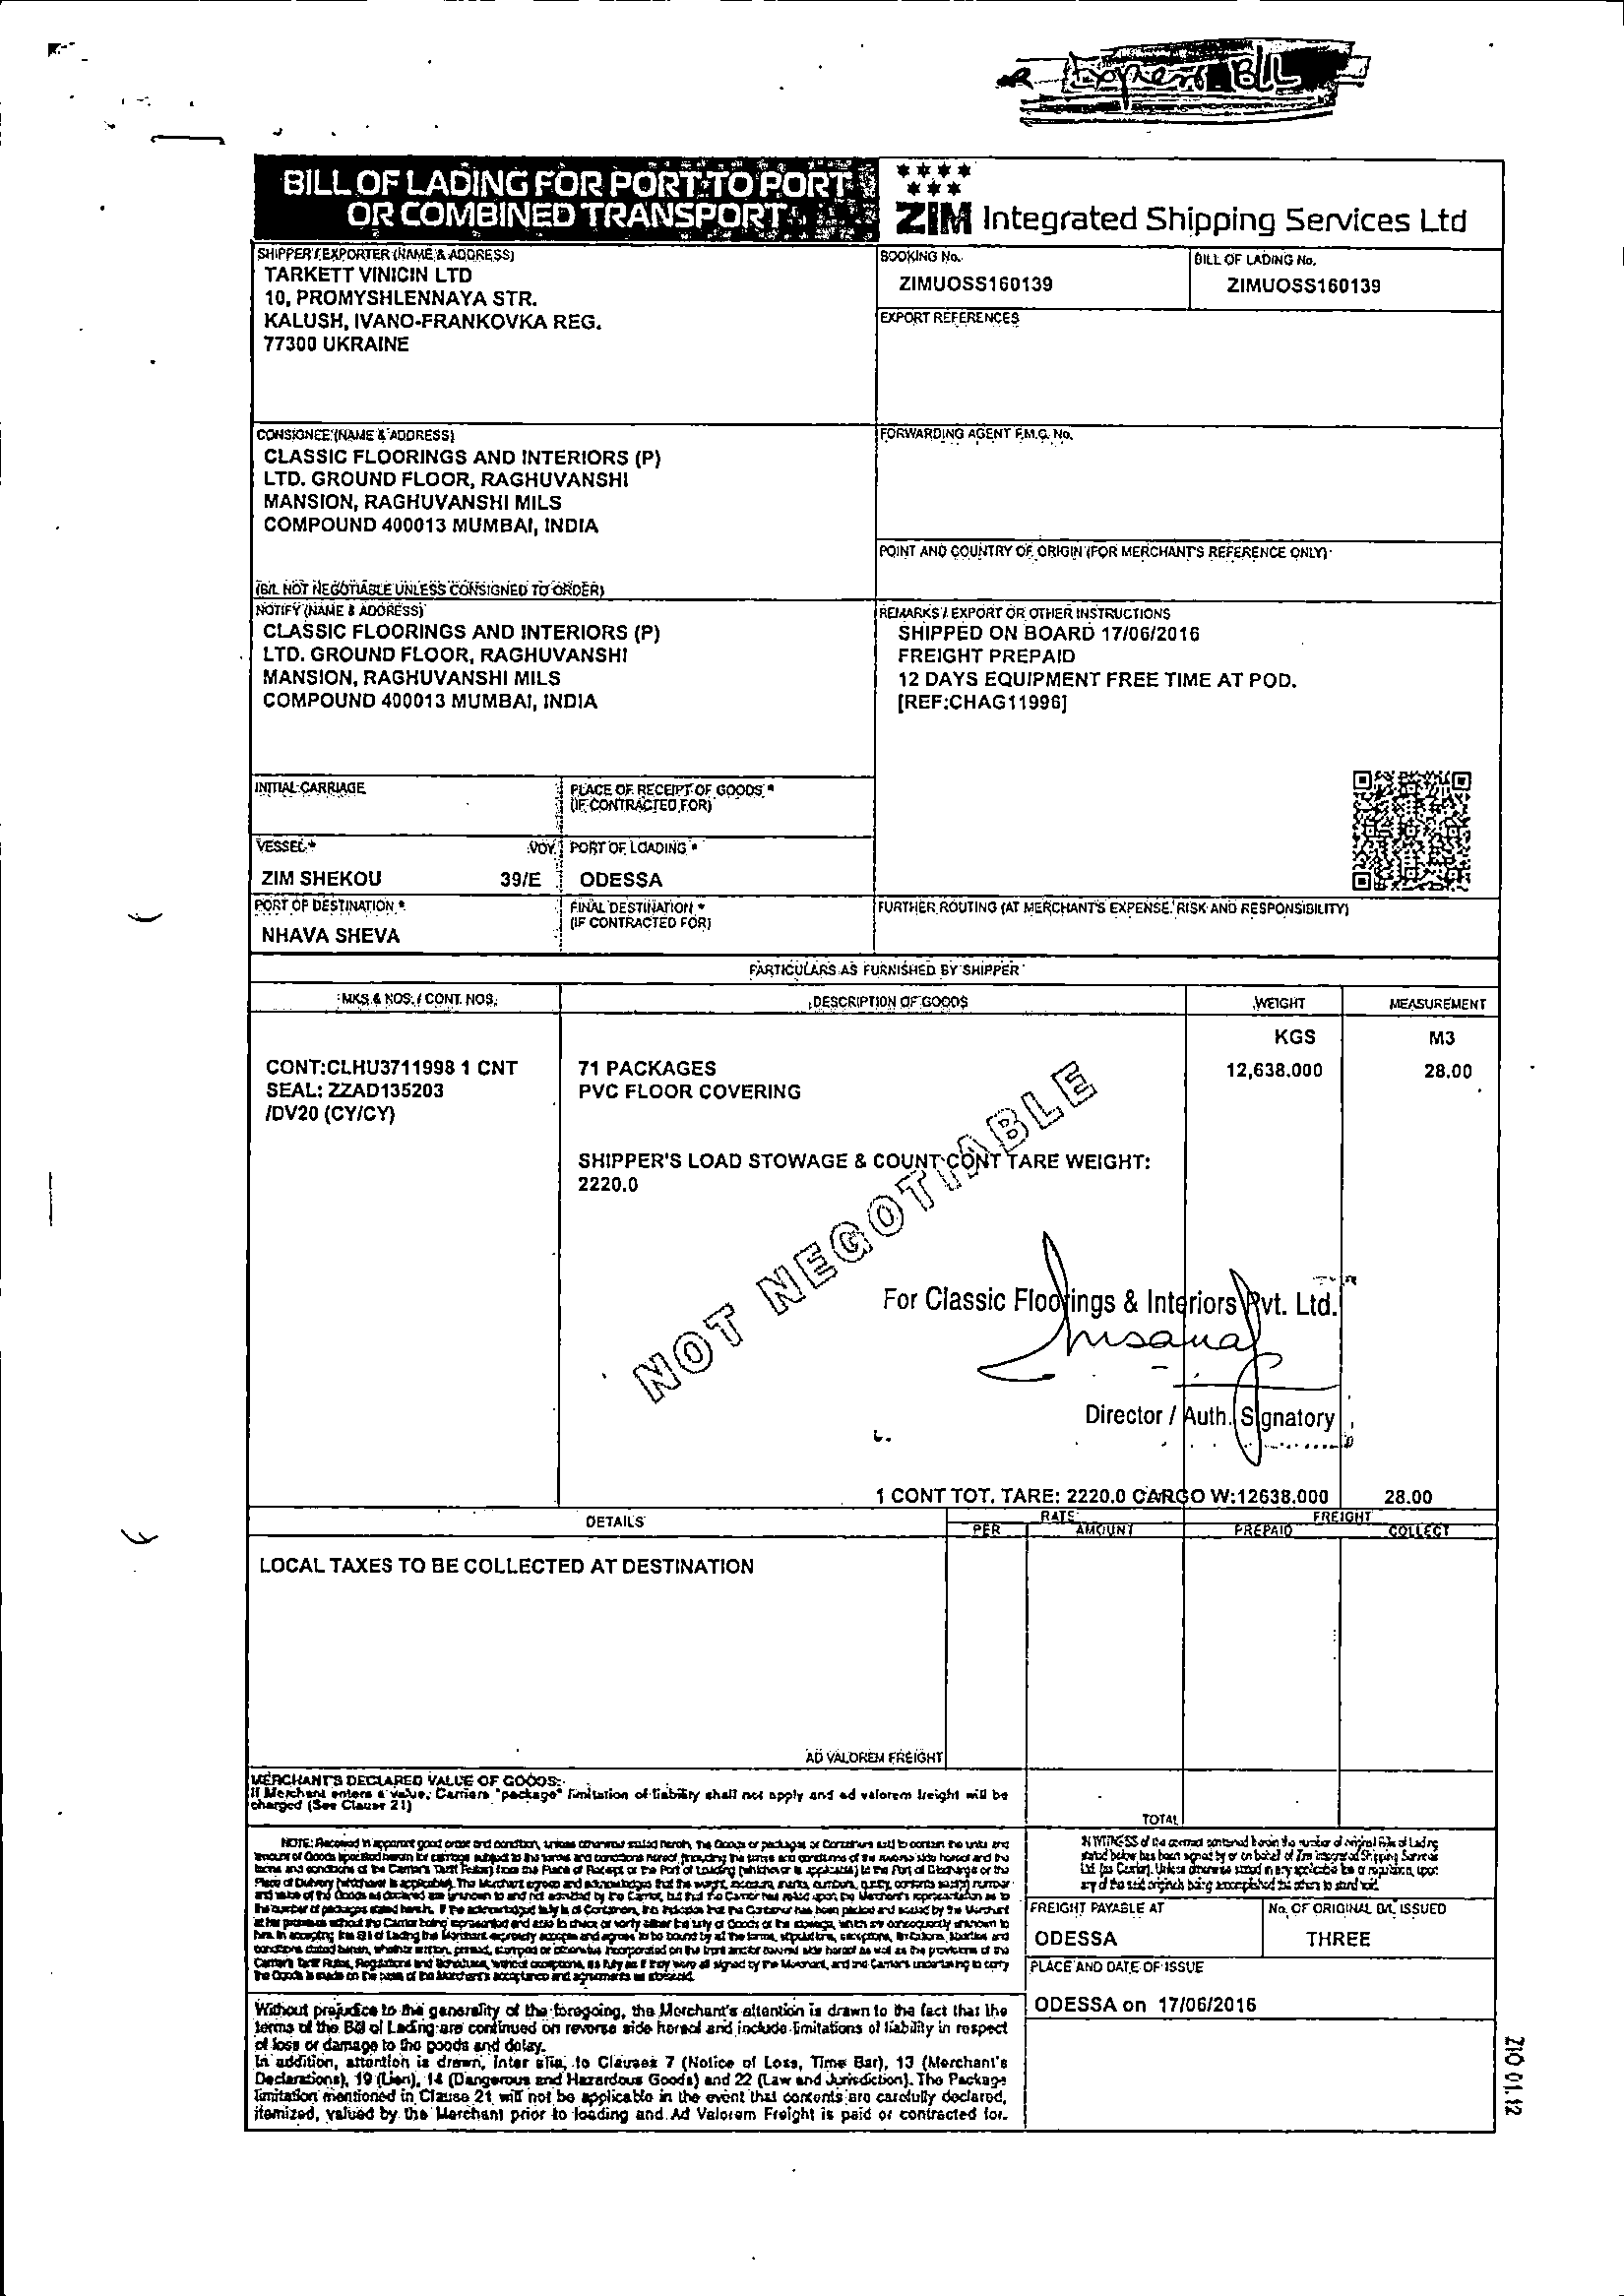 Express B/L
BILL OF LADING FOR PORT TO PORT
OR COMBINED TRANSPORT
ZIM Integrated Shipping Services Ltd
SHIPPER / EXPORTER (NAME & ADDRESS)
TARKETT VINICIN LTD
10, PROMYSHLENNAYA STR.
KALUSH, IVANO-FRANKOVKA REG.
77300 UKRAINE
BOOKING No.
ZIMUOSS160139
BILL OF LADING No.
ZIMUOSS160139
EXPORT REFERENCES
CONSIGNEE (NAME & ADDRESS)
CLASSIC FLOORINGS AND INTERIORS (P)
LTD. GROUND FLOOR, RAGHUVANSHI
MANSION, RAGHUVANSHI MILS
COMPOUND 400013 MUMBAI, INDIA
(B/L NOT NEGOTIABLE UNLESS CONSIGNED TO ORDER)
FORWARDING AGENT F.M.C. No.
POINT AND COUNTRY OF ORIGIN (FOR MERCHANT'S REFERENCE ONLY)
NOTIFY (NAME & ADDRESS)
CLASSIC FLOORINGS AND INTERIORS (P)
LTD. GROUND FLOOR, RAGHUVANSHI
MANSION, RAGHUVANSHI MILS
COMPOUND 400013 MUMBAI, INDIA
REMARKS / EXPORT OR OTHER INSTRUCTIONS
SHIPPED ON BOARD 17/06/2016
FREIGHT PREPAID
12 DAYS EQUIPMENT FREE TIME AT POD.
[REF:CHAG11996]
INITIAL CARRIAGE
PLACE OF RECEIPT OF GOODS *
(IF CONTRACTED FOR)
VESSEL * VOY
ZIM SHEKOU 39/E
PORT OF LOADING *
ODESSA
PORT OF DESTINATION *
NHAVA SHEVA
FINAL DESTINATION *
(IF CONTRACTED FOR)
FURTHER ROUTING (AT MERCHANT'S EXPENSE, RISK AND RESPONSIBILITY)
PARTICULARS AS FURNISHED BY SHIPPER
MKS & NOS. / CONT. NOS. DESCRIPTION OF GOODS WEIGHT MEASUREMENT
KGS M3
CONT:CLHU3711998 1 CNT 71 PACKAGES 12,638.000 28.00
SEAL: ZZAD135203 PVC FLOOR COVERING
/DV20 (CY/CY)
SHIPPER'S LOAD STOWAGE & COUNT CONT TARE WEIGHT:
2220.0
NOT NEGOTIABLE
For Classic Floorings & Interiors Pvt. Ltd.
Director / Auth. Signatory
1 CONT TOT. TARE: 2220.0 CARGO W:12638.000 28.00
DETAILS RATE FREIGHT
PER AMOUNT PREPAID COLLECT
LOCAL TAXES TO BE COLLECTED AT DESTINATION
AD VALOREM FREIGHT
MERCHANT'S DECLARED VALUE OF GOODS:
If Merchant enters a value, Carriers "package" limitation of liability shall not apply and ad valorem freight will be
charged (See Clause 21)
TOTAL
FREIGHT PAYABLE AT
ODESSA
No. OF ORIGINAL B/L ISSUED
THREE
PLACE AND DATE OF ISSUE
ODESSA on 17/06/2016
Without prejudice to the generality of the foregoing, the Merchant's attention is drawn to the fact that the
terms of the Bill of Lading are continued on reverse side hereof and include limitations of liability in respect
of loss or damage to the goods and delay.
In addition, attention is drawn, inter alia, to Clauses 7 (Notice of Loss, Time Bar), 13 (Merchant's
Declarations), 19 (Lien), 14 (Dangerous and Hazardous Goods) and 22 (Law and Jurisdiction). The Package
limitation mentioned in Clause 21 will not be applicable in the event that contents are carefully declared,
itemized, valued by the Merchant prior to loading and Ad Valorem Freight is paid or contracted for.
ZIO 01.12